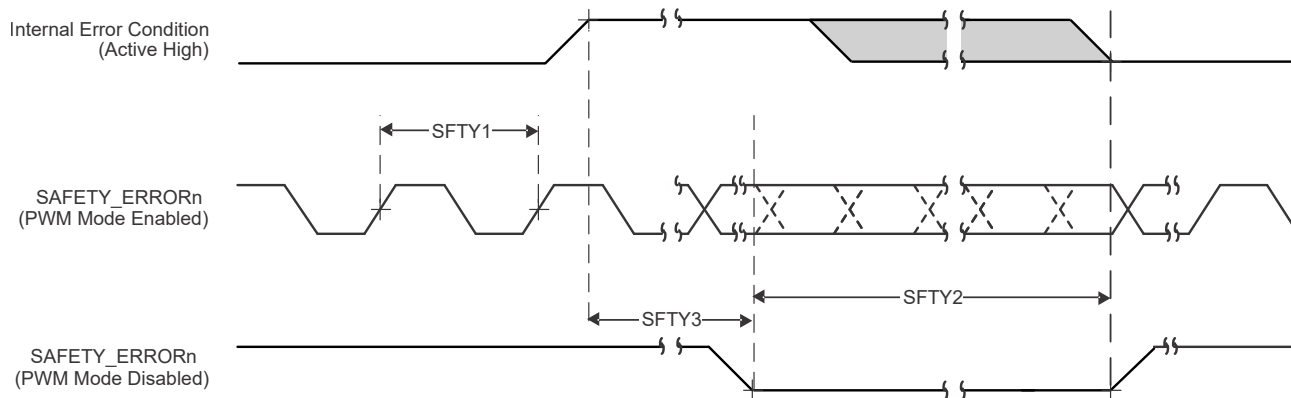 Internal Error Condition
(Active High)
SFTY1
SAFETY_ERRORn
(PWM Mode Enabled)
SFTY2
SFTY3
SAFETY_ERRORn
(PWM Mode Disabled)